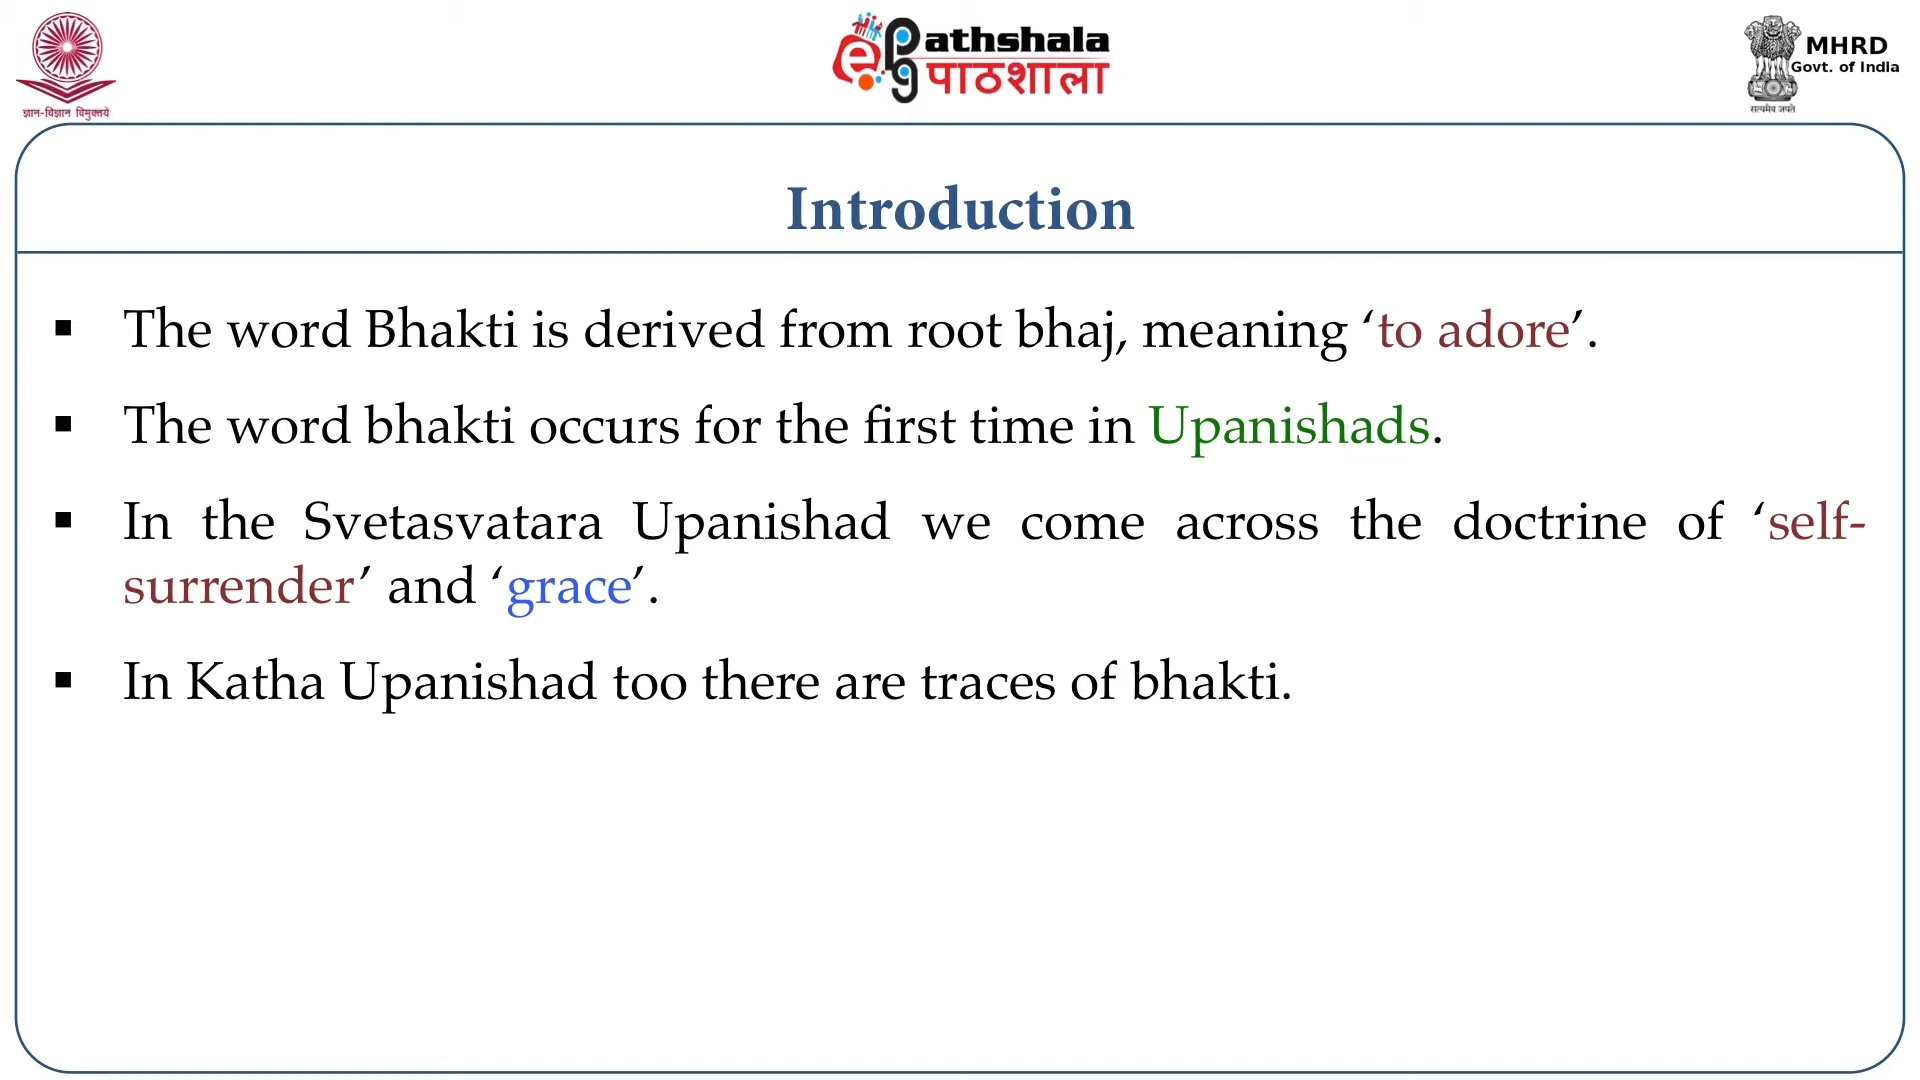 ज्ञान-विज्ञान विमुक्तये
e Pg Pathshala
पाठशाला
MHRD
Govt. of India
सत्यमेव जयते
Introduction
▪ The word Bhakti is derived from root bhaj, meaning ‘to adore’.
▪ The word bhakti occurs for the first time in Upanishads.
▪ In the Svetasvatara Upanishad we come across the doctrine of ‘self-
surrender’ and ‘grace’.
▪ In Katha Upanishad too there are traces of bhakti.